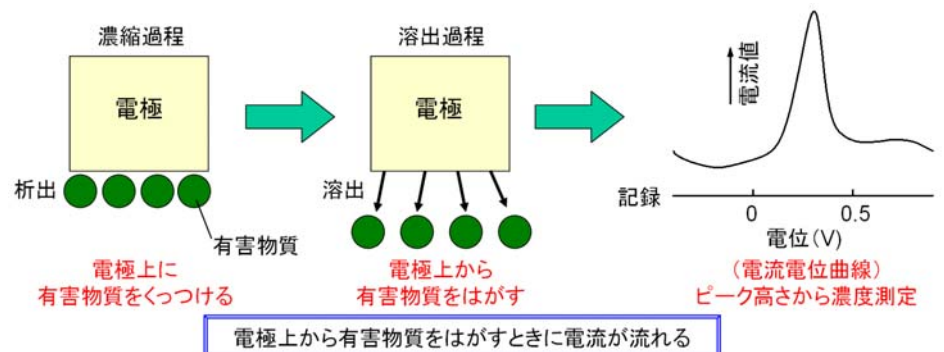 濃縮過程
電極
析出
有害物質
電極上に
有害物質をくっつける
溶出過程
電極
溶出
電極上から
有害物質をはがす
電流値
記録
0
0.5
電位(V)
(電流電位曲線)
ピーク高さから濃度測定
電極上から有害物質をはがすときに電流が流れる